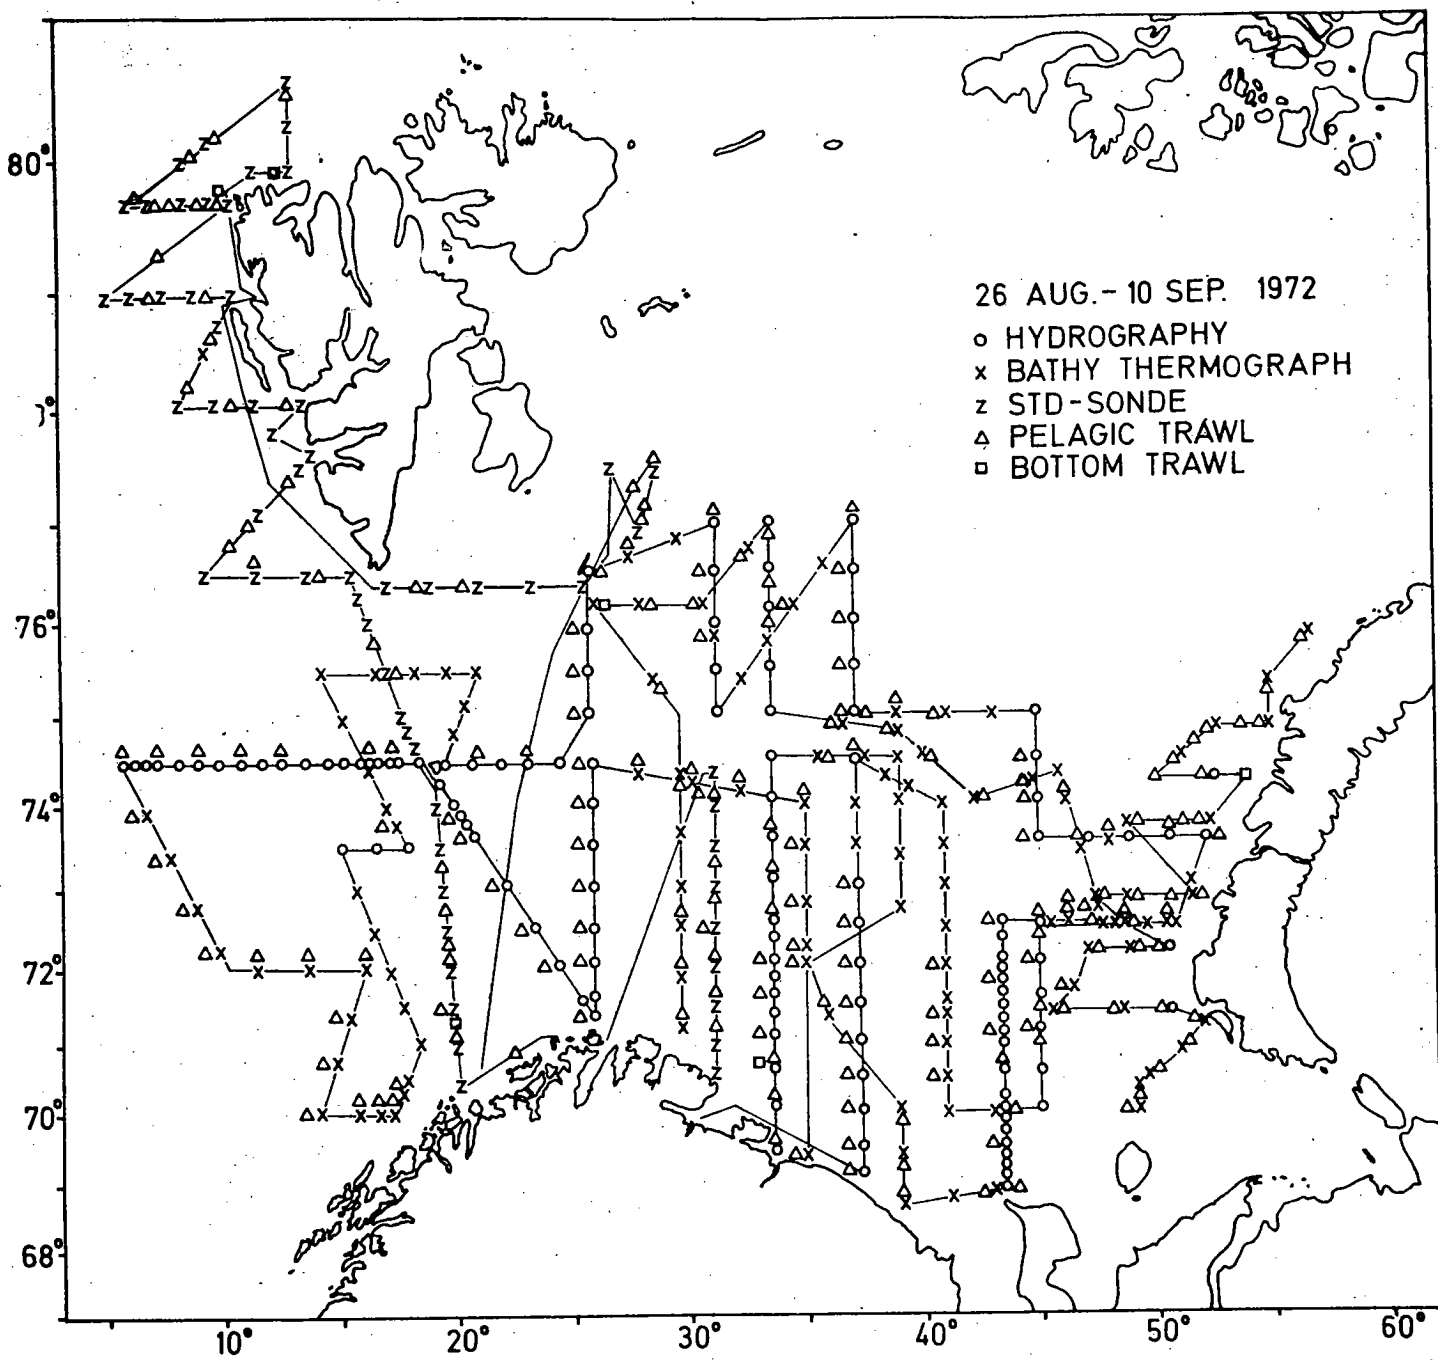 80°
26 AUG. - 10 SEP. 1972
o HYDROGRAPHY
x BATHY THERMOGRAPH
z STD-SONDE
△ PELAGIC TRAWL
□ BOTTOM TRAWL
76°
74°
72°
70°
68°
10°
20°
30°
40°
50°
60°